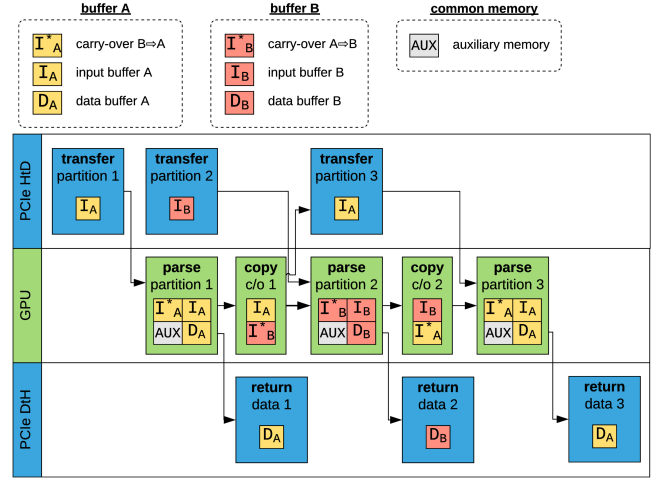 buffer A
buffer B
common memory
I*A carry-over B⇨A
IA input buffer A
DA data buffer A
I*B carry-over A⇨B
IB input buffer B
DB data buffer B
AUX auxiliary memory
PCIe HtD
transfer
partition 1
IA
transfer
partition 2
IB
transfer
partition 3
IA
GPU
parse
partition 1
I*A IA
AUX DA
copy
c/o 1
IA
I*B
parse
partition 2
I*B IB
AUX DB
copy
c/o 2
IB
I*A
parse
partition 3
I*A IA
AUX DA
PCIe DtH
return
data 1
DA
return
data 2
DB
return
data 3
DA